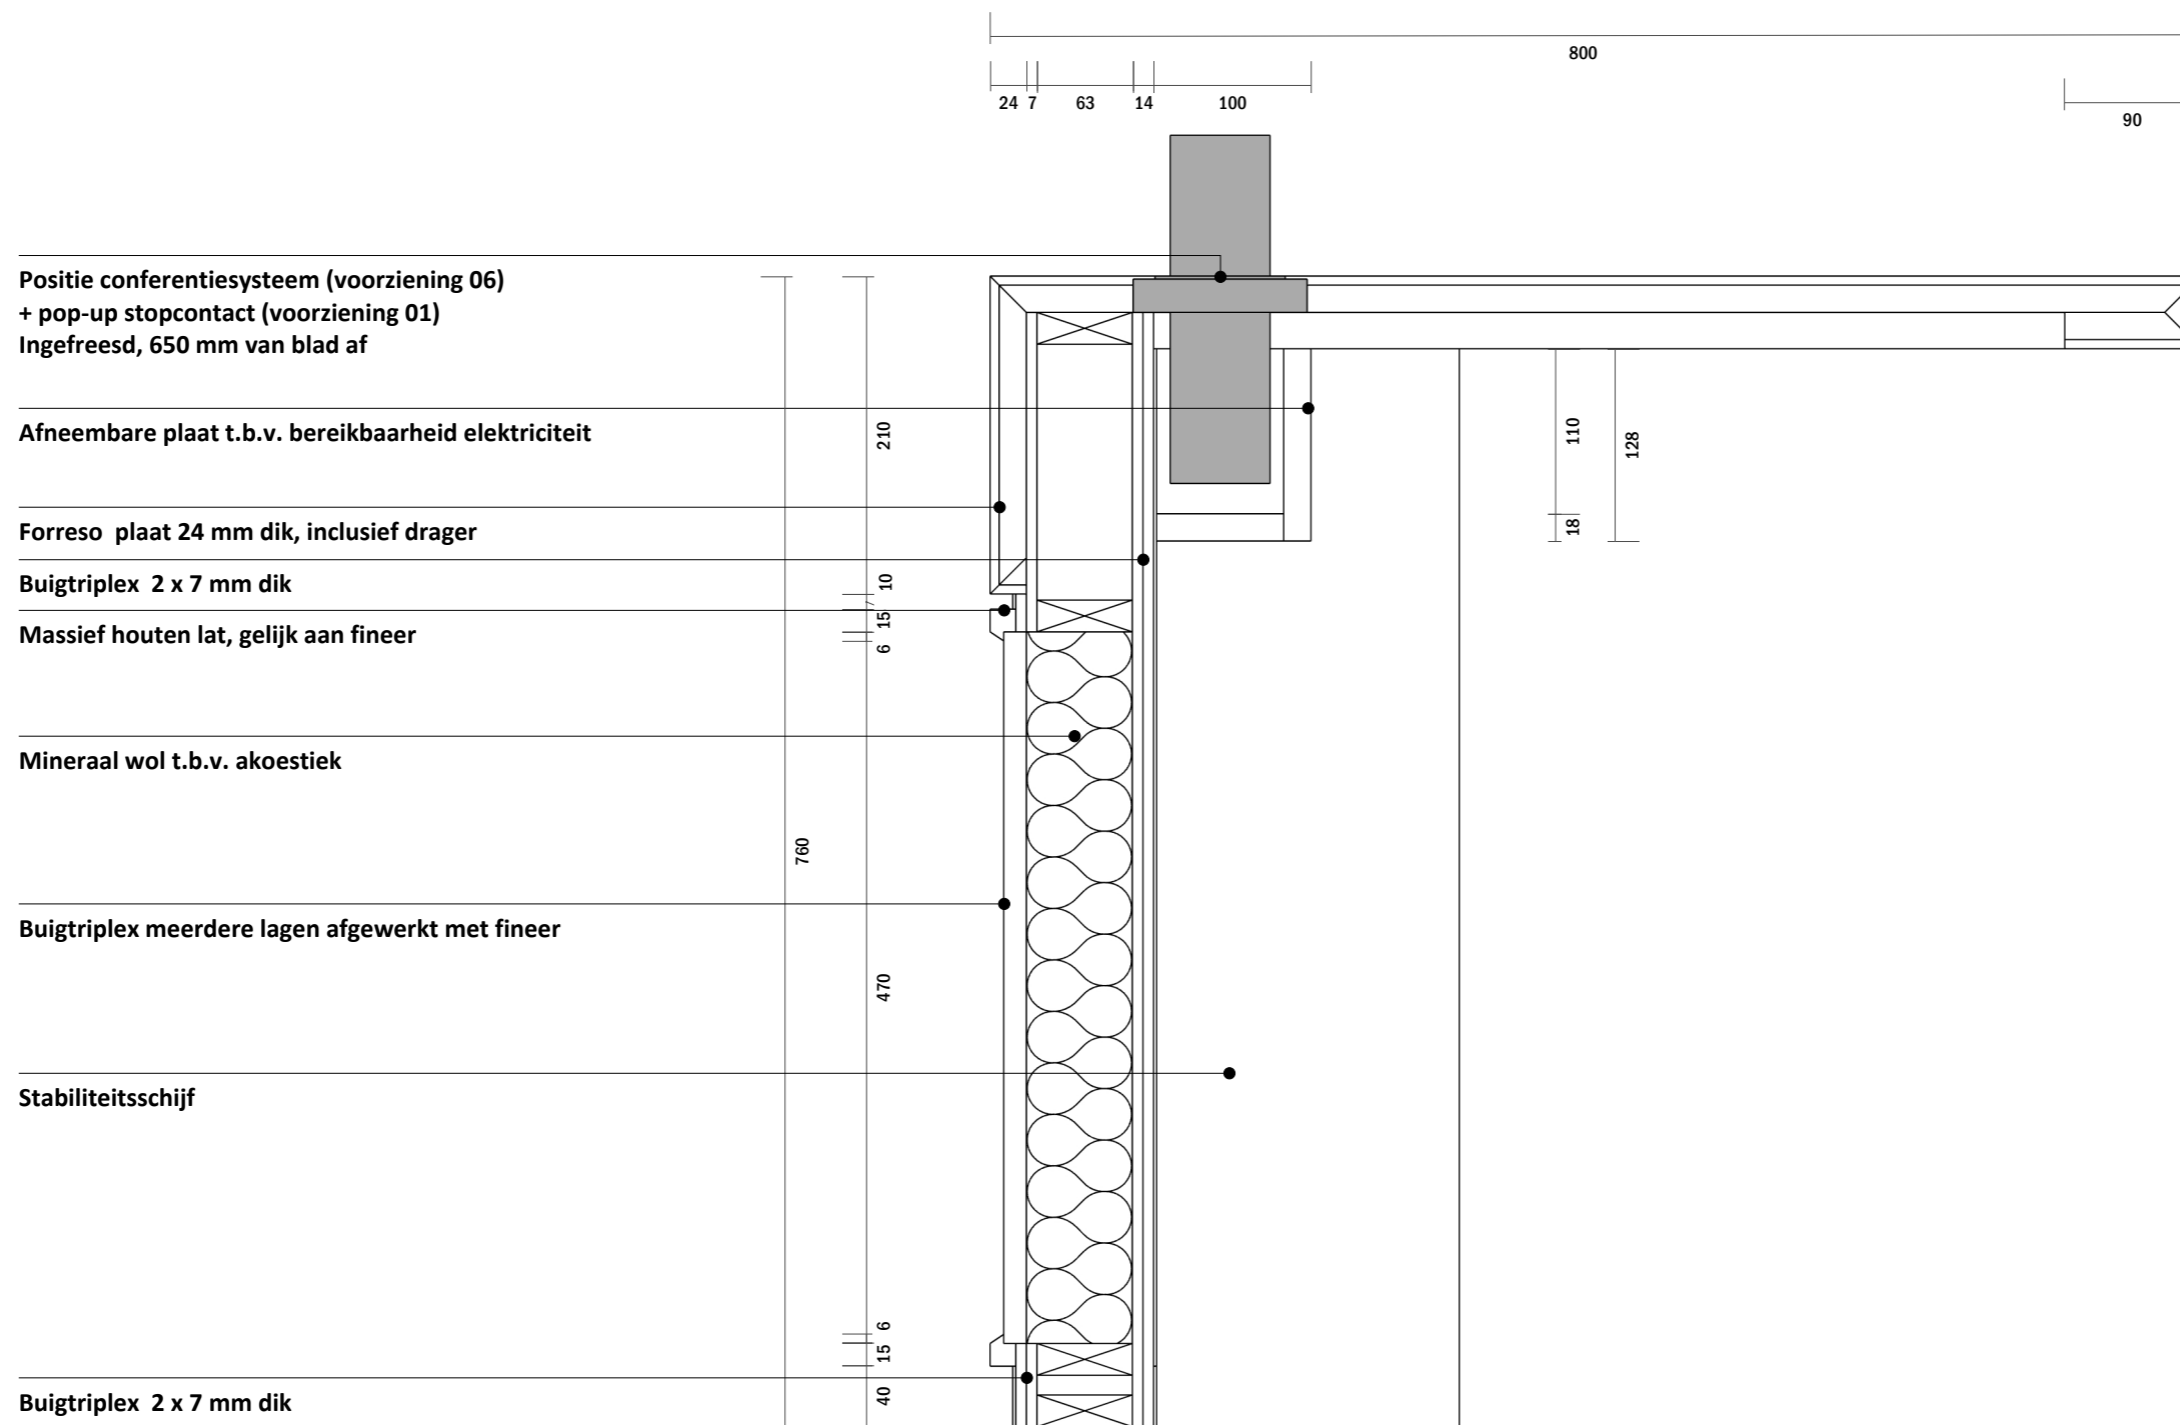 800
24 7 63 14 100
90
Positie conferentiesysteem (voorziening 06)
+ pop-up stopcontact (voorziening 01)
Ingefreesd, 650 mm van blad af
Afneembare plaat t.b.v. bereikbaarheid elektriciteit
210
110
128
Forreso plaat 24 mm dik, inclusief drager
18
Buigtriplex 2 x 7 mm dik
10
15
Massief houten lat, gelijk aan fineer
6
Mineraal wol t.b.v. akoestiek
760
Buigtriplex meerdere lagen afgewerkt met fineer
470
Stabiliteitsschijf
6
15
40
Buigtriplex 2 x 7 mm dik